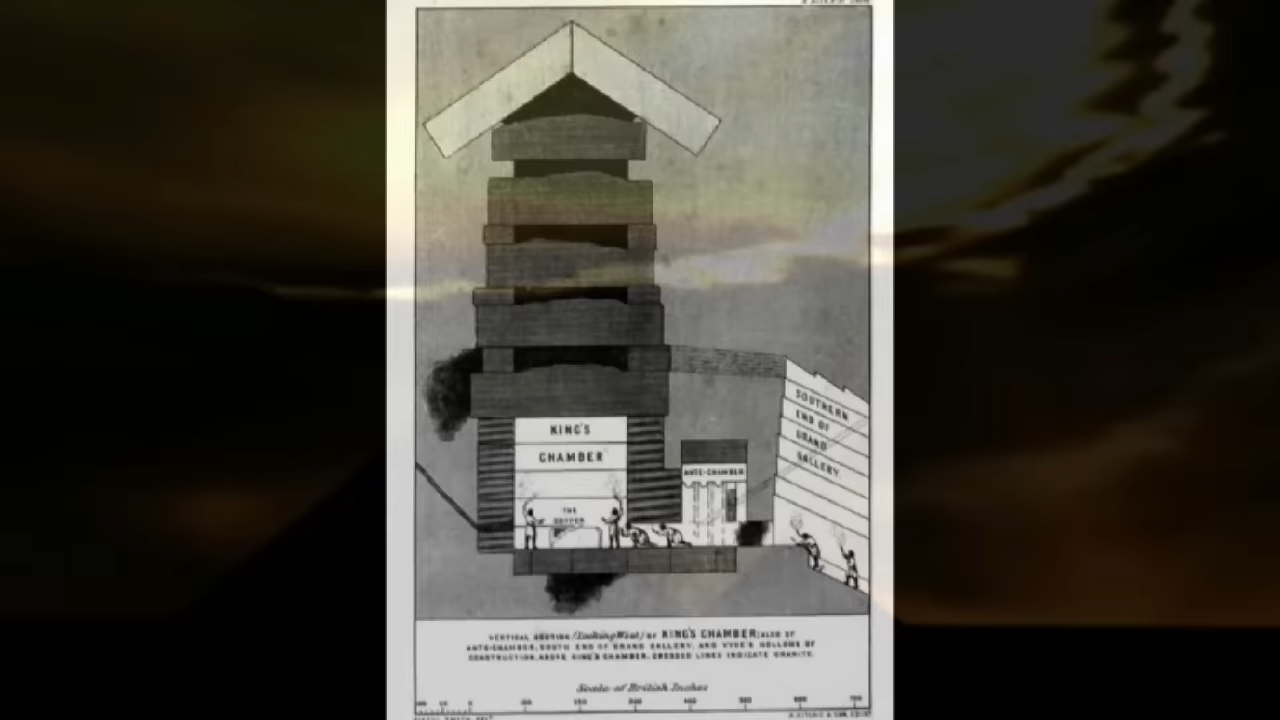 KING'S
CHAMBER
THE
COFFER
ANTE-CHAMBER
SOUTHERN
END OF
GRAND
GALLERY
VERTICAL SECTION (Looking West) OF KING'S CHAMBER; ALSO OF
ANTE-CHAMBER, SOUTH END OF GRAND GALLERY, AND VYSE'S HOLLOWS OF
CONSTRUCTION, ABOVE KING'S CHAMBER. CROSSED LINES INDICATE GRANITE.
Scale of British Inches